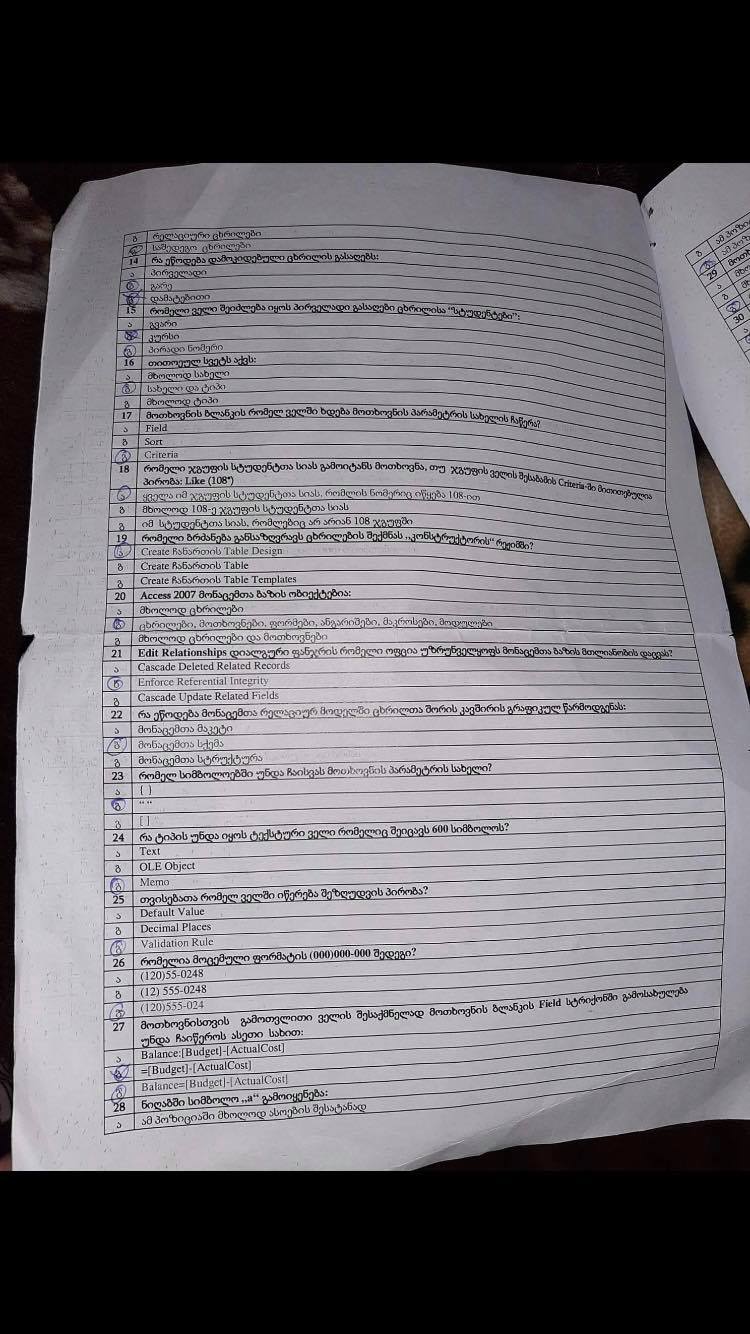 გ რელაციური ცხრილები
საშედეგო ცხრილები
14 რა ეწოდება დამოკიდებული ცხრილის გასაღებს:
ა პირველადი
ბ გარე
გ დამატებითი
15 რომელი ველი შეიძლება იყოს პირველადი გასაღები ცხრილისა "სტუდენტები":
ა გვარი
ბ კურსი
გ პირადი ნომერი
16 თითოეულ სვეტს აქვს:
ა მხოლოდ სახელი
ბ სახელი და ტიპი
გ მხოლოდ ტიპი
17 მოთხოვნის ბლანკის რომელ ველში ხდება მოთხოვნის პარამეტრის სახელის ჩაწერა?
ა Field
ბ Sort
გ Criteria
18 რომელი ჯგუფის სტუდენტთა სიას გამოიტანს მოთხოვნა, თუ ჯგუფის ველის შესაბამის Criteria-ში მითითებულია
პირობა: Like (108*)
ა ყველა იმ ჯგუფის სტუდენტთა სიას, რომლის ნომერიც იწყება 108-ით
ბ მხოლოდ 108-ე ჯგუფის სტუდენტთა სიას
გ იმ სტუდენტთა სიას, რომლებიც არ არიან 108 ჯგუფში
19 რომელი ბრძანება განსაზღვრავს ცხრილების შექმნას „კონსტრუქტორის" რეჟიმში?
ა Create ჩანართის Table Design
ბ Create ჩანართის Table
გ Create ჩანართის Table Templates
20 Access 2007 მონაცემთა ბაზის ობიექტებია:
ა მხოლოდ ცხრილები
ბ ცხრილები, მოთხოვნები, ფორმები, ანგარიშები, მაკროსები, მოდულები
გ მხოლოდ ცხრილები და მოთხოვნები
21 Edit Relationships დიალგური ფანჯრის რომელი ოფცია უზრუნველყოფს მონაცემთა ბაზის მთლიანობის დაცვას?
ა Cascade Deleted Related Records
ბ Enforce Referential Integrity
გ Cascade Update Related Fields
22 რა ეწოდება მონაცემთა რელაციურ მოდელში ცხრილთა შორის კავშირის გრაფიკულ წარმოდგენას:
ა მონაცემთა მაკეტი
ბ მონაცემთა სქემა
გ მონაცემთა სტრუქტურა
23 რომელ სიმბოლოებში უნდა ჩაისვას მოთხოვნის პარამეტრის სახელი?
ა { }
ბ “ “
გ [ ]
24 რა ტიპის უნდა იყოს ტექსტური ველი რომელიც შეიცავს 600 სიმბოლოს?
ა Text
ბ OLE Object
გ Memo
25 თვისებათა რომელ ველში იწერება შეზღუდვის პირობა?
ა Default Value
ბ Decimal Places
გ Validation Rule
26 რომელია მოცემული ფორმატის (000)000-000 შედეგი?
ა (120)55-0248
ბ (12) 555-0248
გ (120)555-024
27 მოთხოვნისთვის გამოთვლითი ველის შესაქმნელად მოთხოვნის ბლანკის Field სტრიქონში გამოსახულება
უნდა ჩაიწეროს ასეთი სახით:
ა Balance:[Budget]-[ActualCost]
ბ =[Budget]-[ActualCost]
გ Balance=[Budget]-[ActualCost]
28 ნიღაბში სიმბოლო „a" გამოიყენება:
ა ამ პოზიციაში მხოლოდ ასოების შესატანად
ამ პოზი
გ ამ პოზი
29 მოთხ
ა
ბ
30